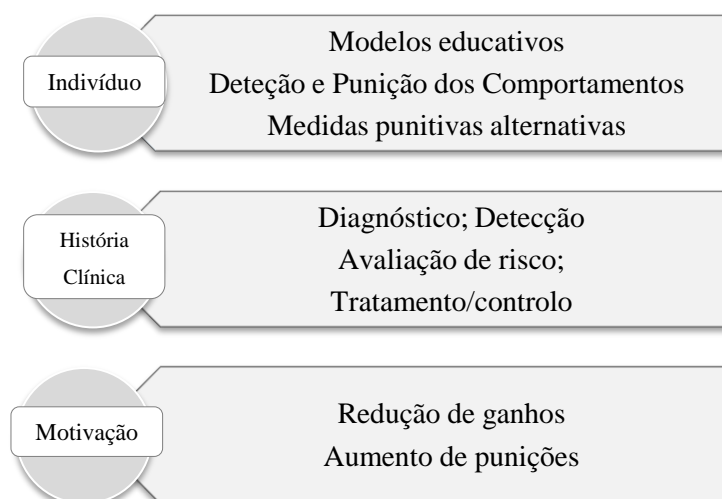 Indivíduo
Modelos educativos
Deteção e Punição dos Comportamentos
Medidas punitivas alternativas
História
Clínica
Diagnóstico; Detecção
Avaliação de risco;
Tratamento/controlo
Motivação
Redução de ganhos
Aumento de punições